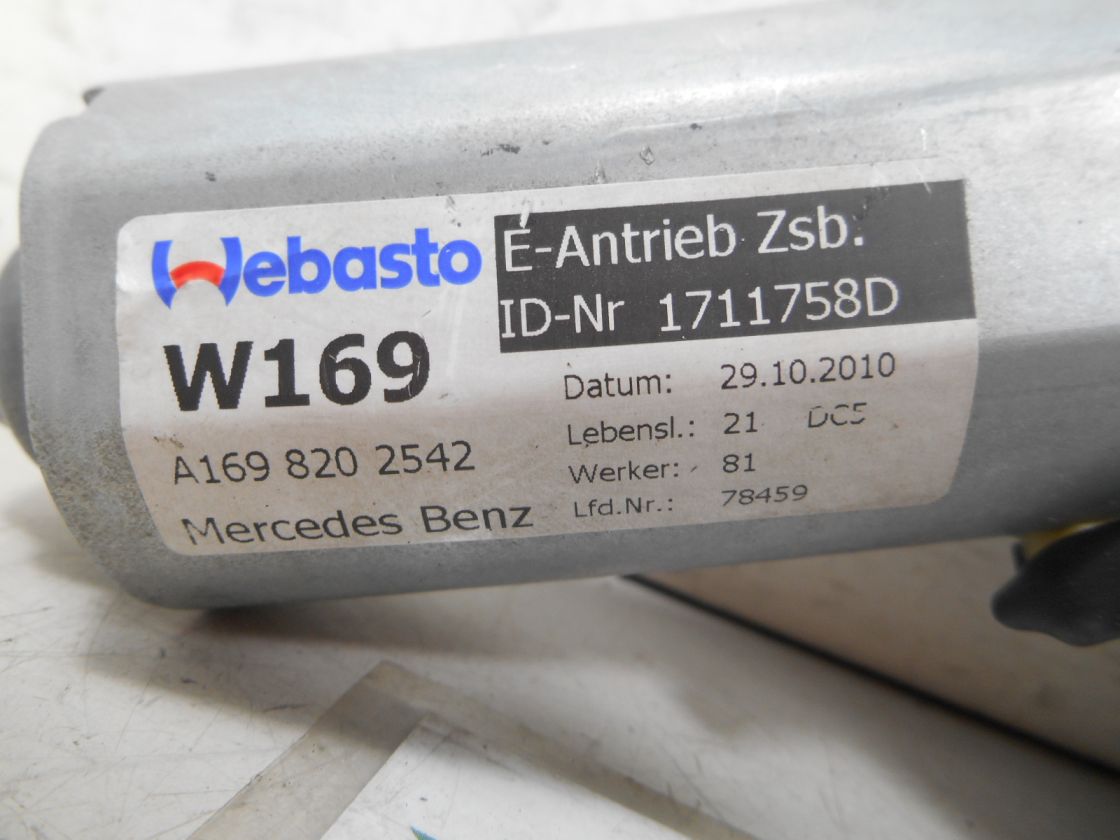 Webasto
E-Antrieb Zsb.
ID-Nr 1711758D
W169
A169 820 2542
Mercedes Benz
Datum: 29.10.2010
Lebensl.: 21 DC5
Werker: 81
Lfd.Nr.: 78459